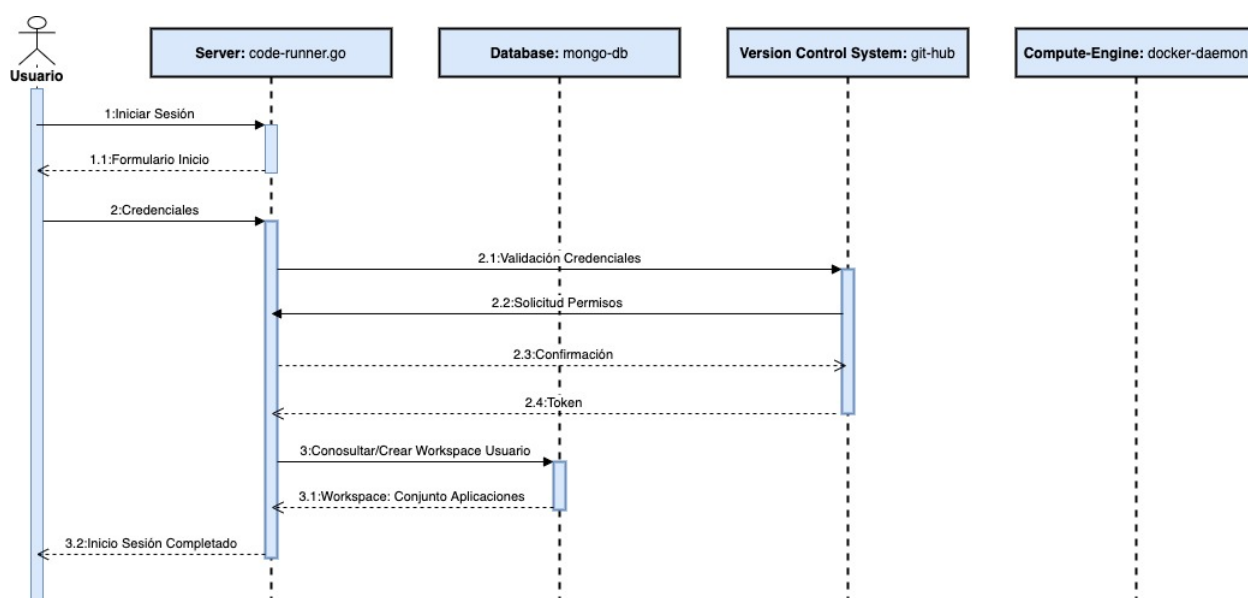 Usuario
Server: code-runner.go
Database: mongo-db
Version Control System: git-hub
Compute-Engine: docker-daemon
1:Iniciar Sesión
1.1:Formulario Inicio
2:Credenciales
2.1:Validación Credenciales
2.2:Solicitud Permisos
2.3:Confirmación
2.4:Token
3:Conosultar/Crear Workspace Usuario
3.1:Workspace: Conjunto Aplicaciones
3.2:Inicio Sesión Completado